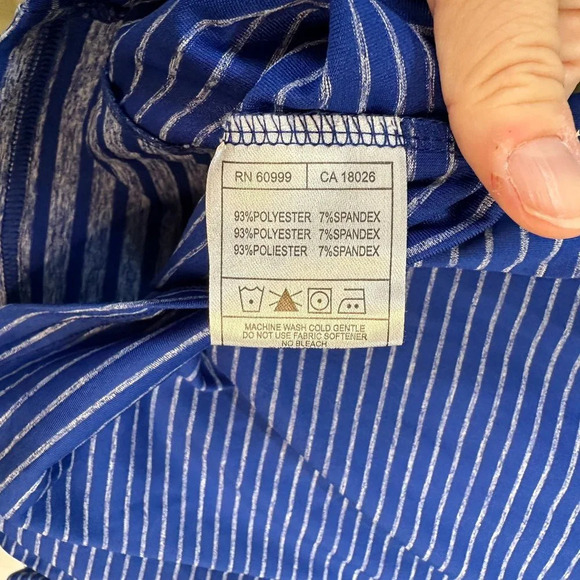 RN 60999 CA 18026
93%POLYESTER 7%SPANDEX
93%POLYESTER 7%SPANDEX
93%POLIESTER 7%SPANDEX
MACHINE WASH COLD GENTLE
DO NOT USE FABRIC SOFTENER
NO BLEACH